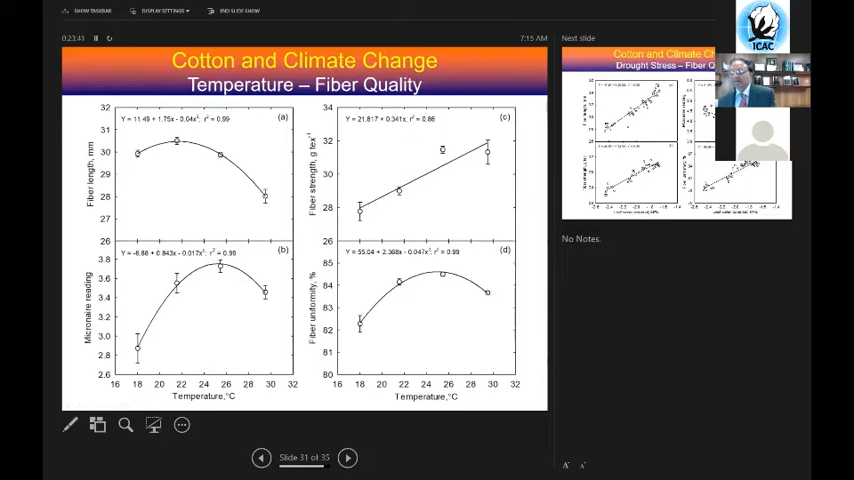 SHOW TASKBAR
DISPLAY SETTINGS
END SLIDE SHOW
0:23:41
7:15 AM
Cotton and Climate Change
Temperature – Fiber Quality
32
31
30
29
28
27
26
Fiber length, mm
Y = 11.49 + 1.75x - 0.04x²; r² = 0.99
(a)
34
32
30
28
26
Fiber strength, g tex⁻¹
Y = 21.817 + 0.341x; r² = 0.86
(c)
3.8
3.6
3.4
3.2
3.0
2.8
2.6
Micronaire reading
Y = -6.86 + 0.843x - 0.017x²; r² = 0.99
(b)
16 18 20 22 24 26 28 30 32
Temperature,°C
85
84
83
82
81
80
Fiber uniformity, %
Y = 55.04 + 2.368x - 0.047x²; r² = 0.99
(d)
16 18 20 22 24 26 28 30 32
Temperature,°C
Slide 31 of 35
Next slide
Cotton and Climate Ch
Drought Stress – Fiber Q
No Notes.
ICAC
A
A